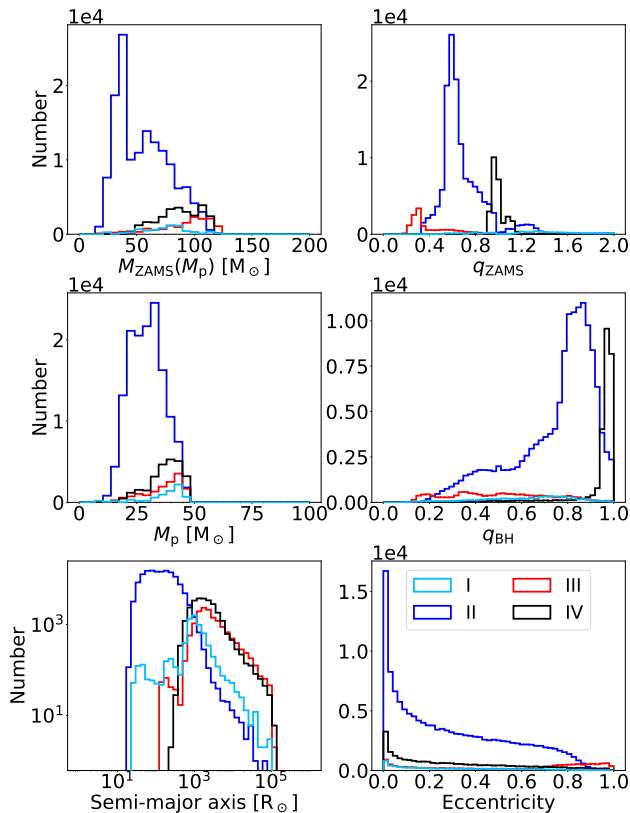 1e4
1e4
Number
2
1
0
2
1
0
0 50 100 150 200
0.0 0.4 0.8 1.2 1.6 2.0
M_ZAMS(M_p) [M_⊙]
q_ZAMS
1e4
1e4
Number
2
1
0
1.0
0.7
0.5
0.2
0.0
0 25 50 75 100
0.0 0.2 0.4 0.6 0.8 1.0
M_p [M_⊙]
q_BH
1e4
Number
10^3
10^1
1.5
1.0
0.5
0.0
I III
II IV
10^1 10^3 10^5
0.0 0.2 0.4 0.6 0.8 1.0
Semi-major axis [R_⊙]
Eccentricity